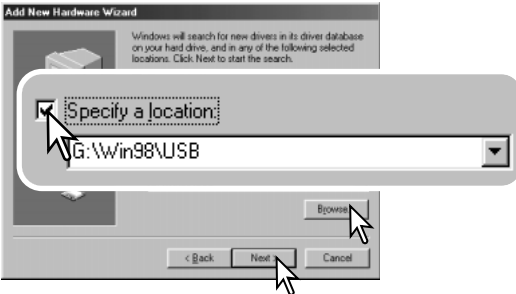 Add New Hardware Wizard
Windows will search for new drivers in its driver database
on your hard drive, and in any of the following selected
locations. Click Next to start the search.
Specify a location:
G:\Win98\USB
Browse...
< Back Next > Cancel